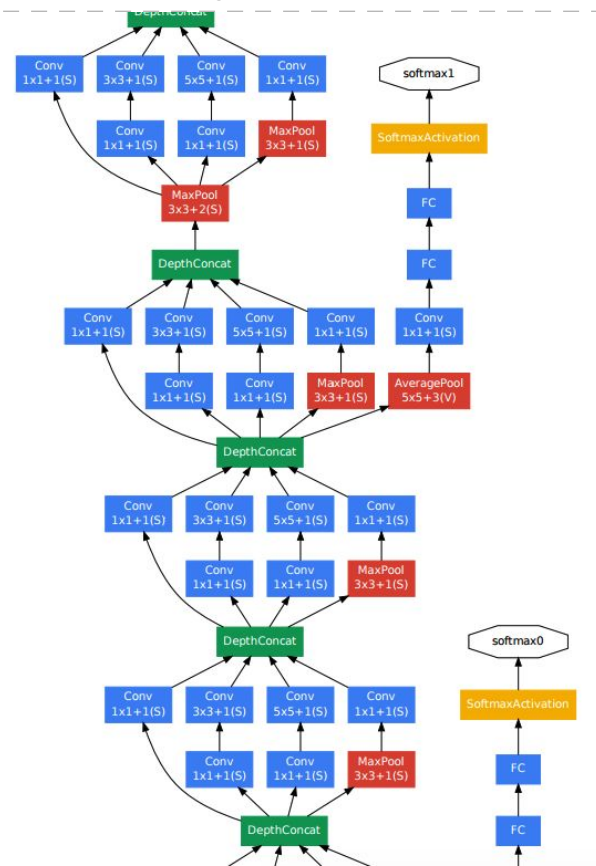 DepthConcat
Conv Conv Conv Conv
1x1+1(S) 3x3+1(S) 5x5+1(S) 1x1+1(S)
softmax1
Conv Conv MaxPool
1x1+1(S) 1x1+1(S) 3x3+1(S)
SoftmaxActivation
MaxPool
3x3+2(S)
FC
DepthConcat
FC
Conv Conv Conv Conv Conv
1x1+1(S) 3x3+1(S) 5x5+1(S) 1x1+1(S) 1x1+1(S)
Conv Conv MaxPool AveragePool
1x1+1(S) 1x1+1(S) 3x3+1(S) 5x5+3(V)
DepthConcat
Conv Conv Conv Conv
1x1+1(S) 3x3+1(S) 5x5+1(S) 1x1+1(S)
Conv Conv MaxPool
1x1+1(S) 1x1+1(S) 3x3+1(S)
DepthConcat
softmax0
Conv Conv Conv Conv
1x1+1(S) 3x3+1(S) 5x5+1(S) 1x1+1(S)
SoftmaxActivation
Conv Conv MaxPool
1x1+1(S) 1x1+1(S) 3x3+1(S)
FC
DepthConcat
FC